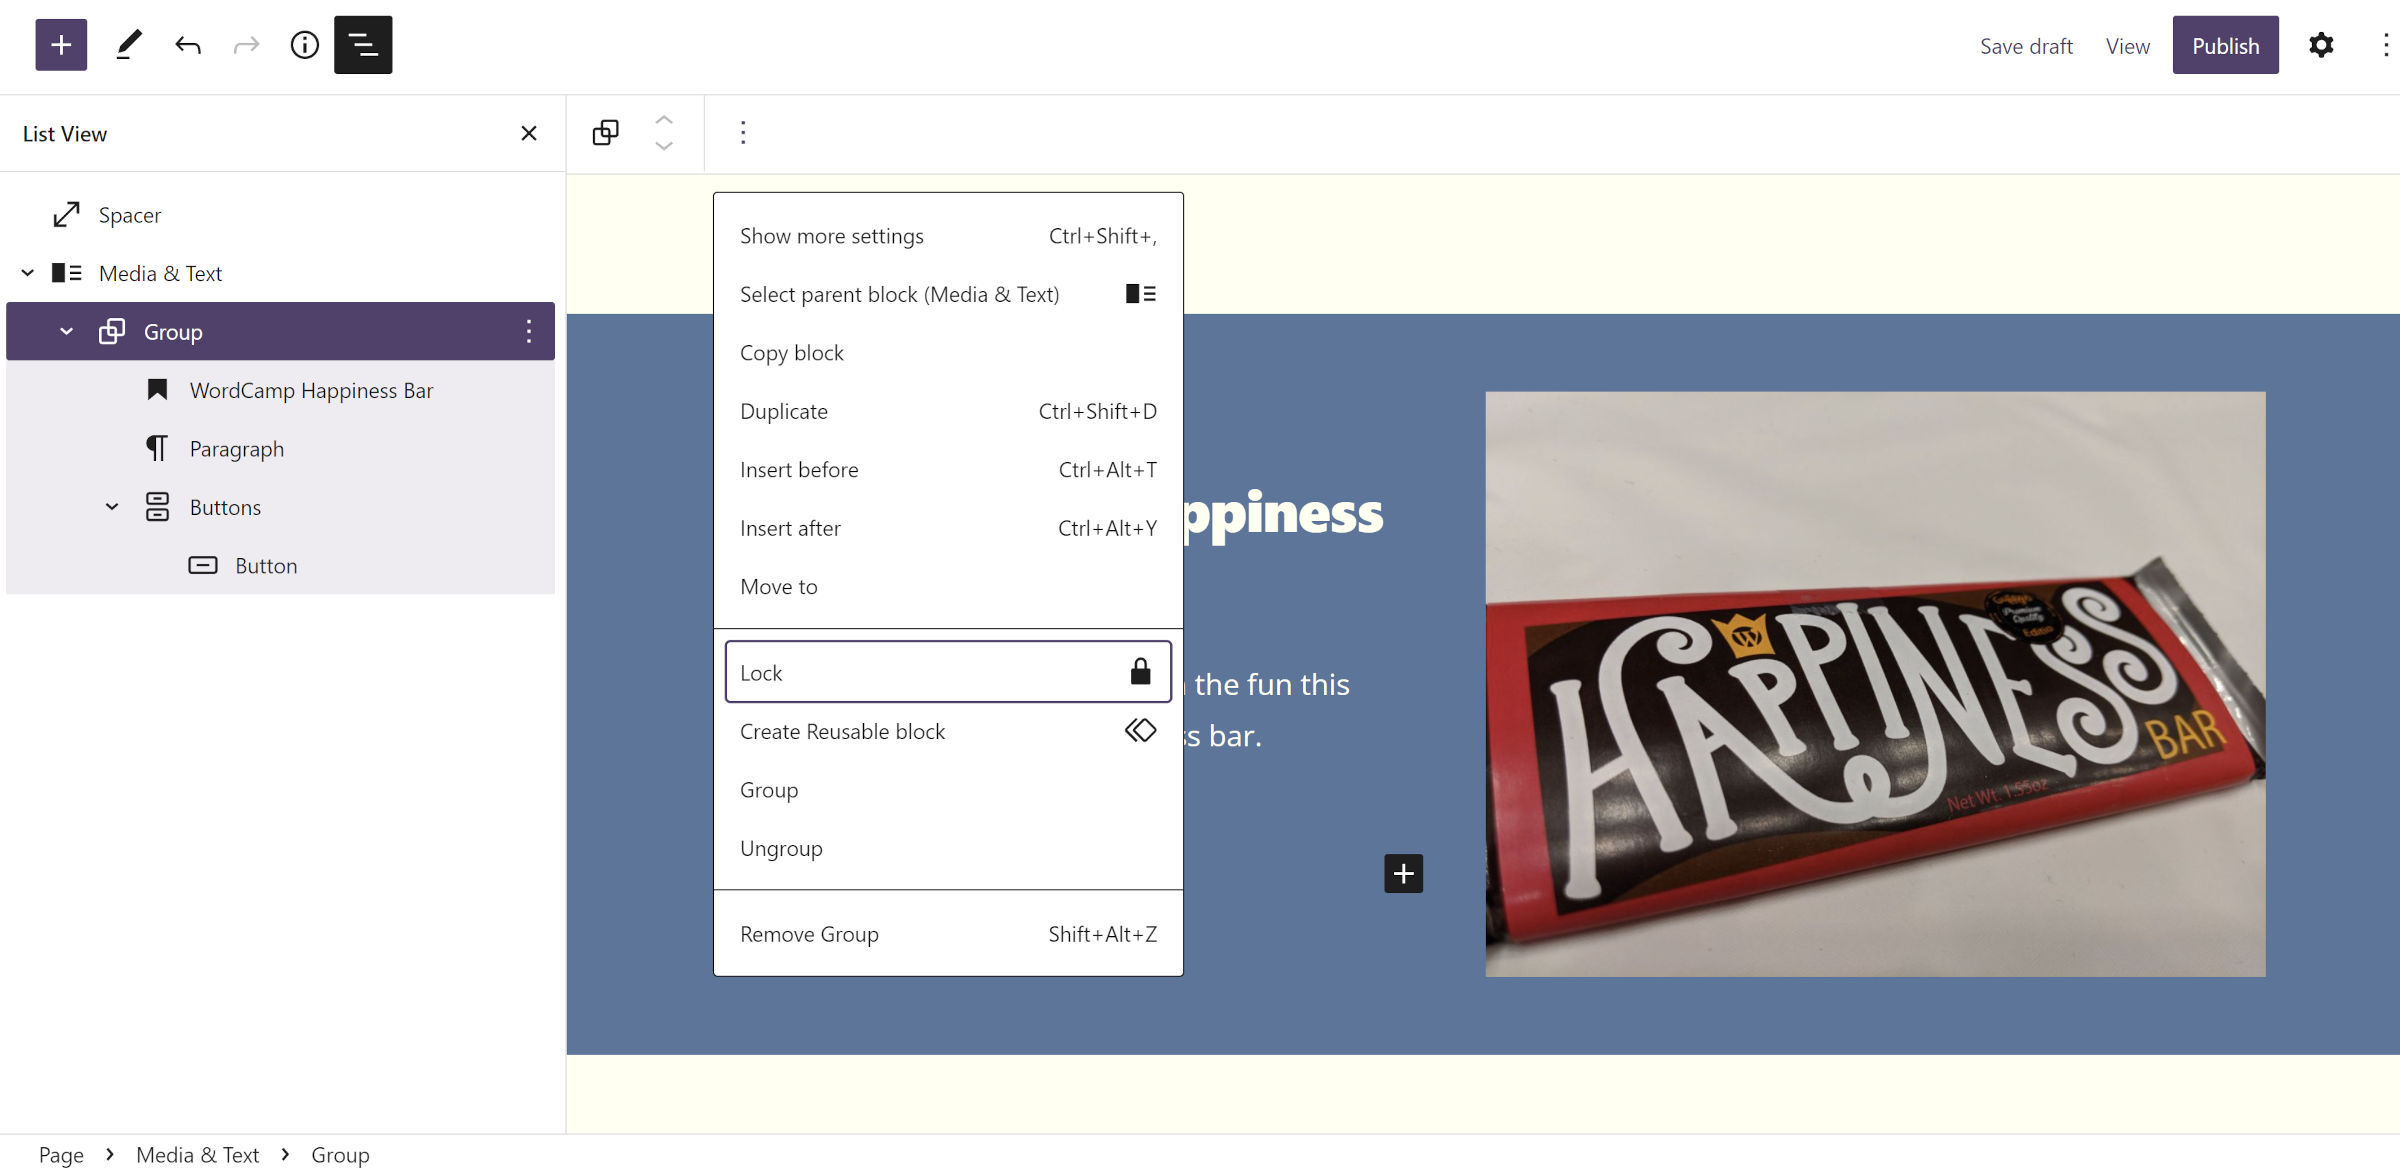 Save draft View Publish
List View
Spacer
Media & Text
Group
WordCamp Happiness Bar
Paragraph
Buttons
Button
Show more settings Ctrl+Shift+,
Select parent block (Media & Text)
Copy block
Duplicate Ctrl+Shift+D
Insert before Ctrl+Alt+T
Insert after Ctrl+Alt+Y
Move to
Lock
Create Reusable block
Group
Ungroup
Remove Group Shift+Alt+Z
ppiness
the fun this
ss bar.
Premium
Quality
HAPPINESS
BAR
Net Wt. 1.55oz
Page > Media & Text > Group